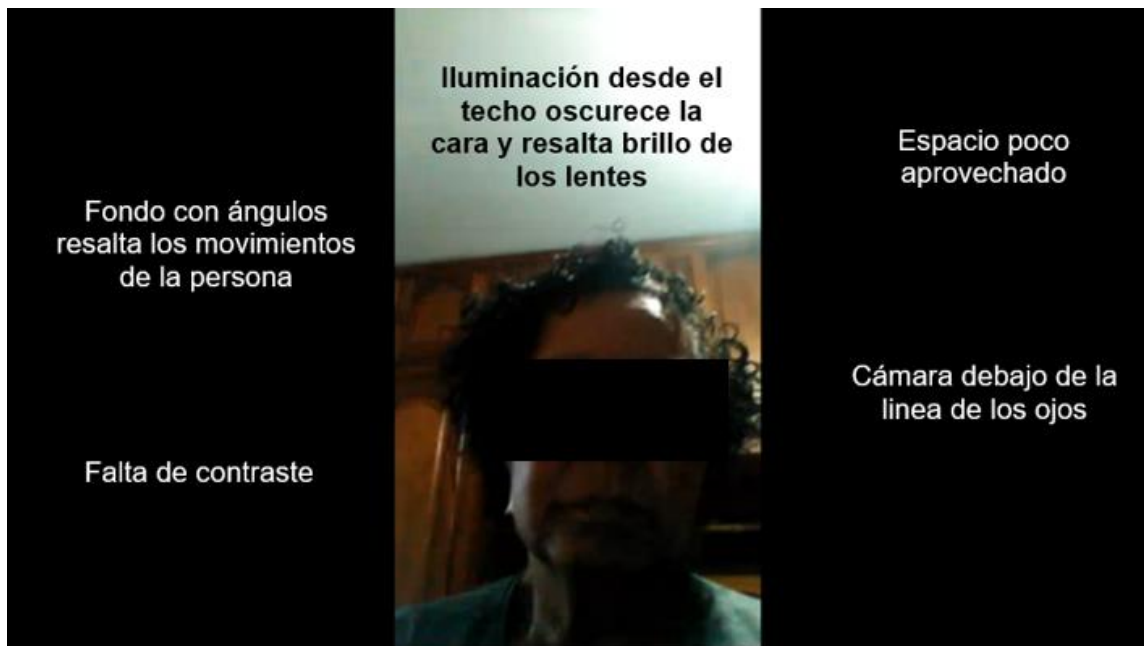 Iluminación desde el
techo oscurece la
cara y resalta brillo de
los lentes
Fondo con ángulos
resalta los movimientos
de la persona
Falta de contraste
Espacio poco
aprovechado
Cámara debajo de la
linea de los ojos